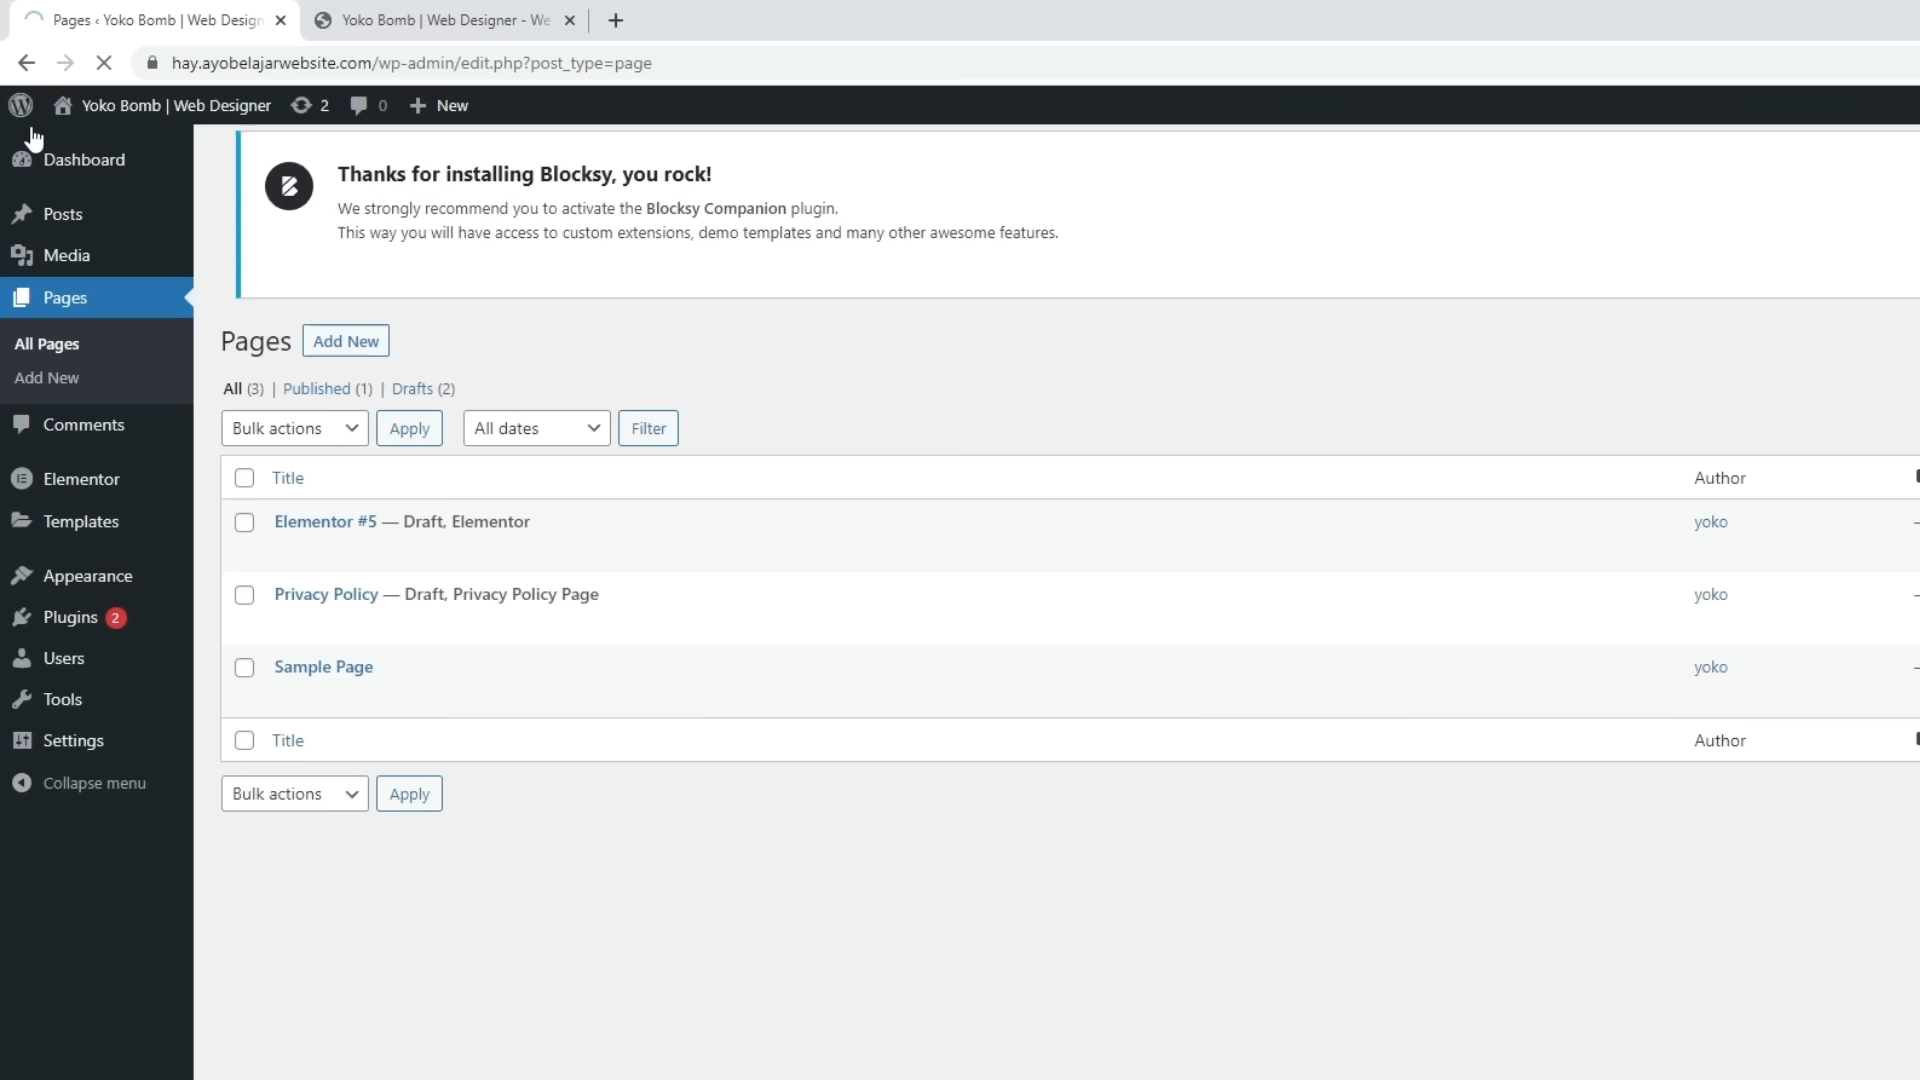 Pages ‹ Yoko Bomb | Web Design
Yoko Bomb | Web Designer - We
hay.ayobelajarwebsite.com/wp-admin/edit.php?post_type=page
Yoko Bomb | Web Designer 2 0 New
Dashboard
Posts
Media
Pages
All Pages
Add New
Comments
Elementor
Templates
Appearance
Plugins 2
Users
Tools
Settings
Collapse menu
Thanks for installing Blocksy, you rock!
We strongly recommend you to activate the Blocksy Companion plugin.
This way you will have access to custom extensions, demo templates and many other awesome features.
Pages Add New
All (3) | Published (1) | Drafts (2)
Bulk actions Apply All dates Filter
Title Author
Elementor #5 — Draft, Elementor yoko —
Privacy Policy — Draft, Privacy Policy Page yoko —
Sample Page yoko —
Title Author
Bulk actions Apply